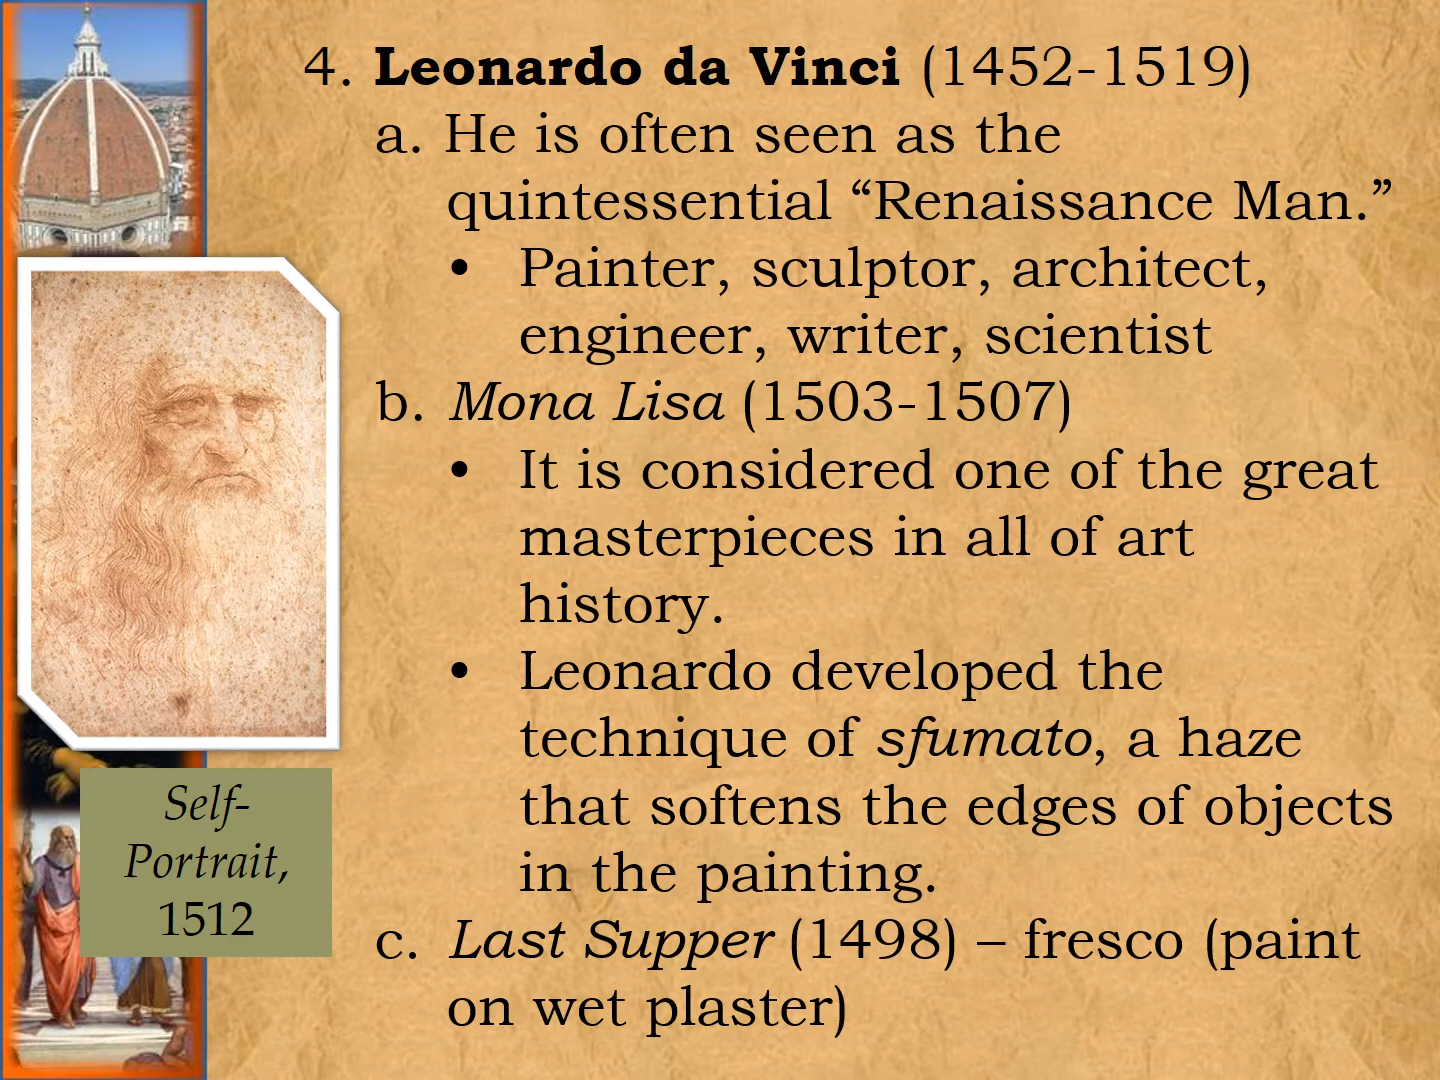 4. Leonardo da Vinci (1452-1519)
a. He is often seen as the
quintessential “Renaissance Man.”
• Painter, sculptor, architect,
engineer, writer, scientist
b. Mona Lisa (1503-1507)
• It is considered one of the great
masterpieces in all of art
history.
• Leonardo developed the
technique of sfumato, a haze
that softens the edges of objects
in the painting.
c. Last Supper (1498) – fresco (paint
on wet plaster)
Self-
Portrait,
1512